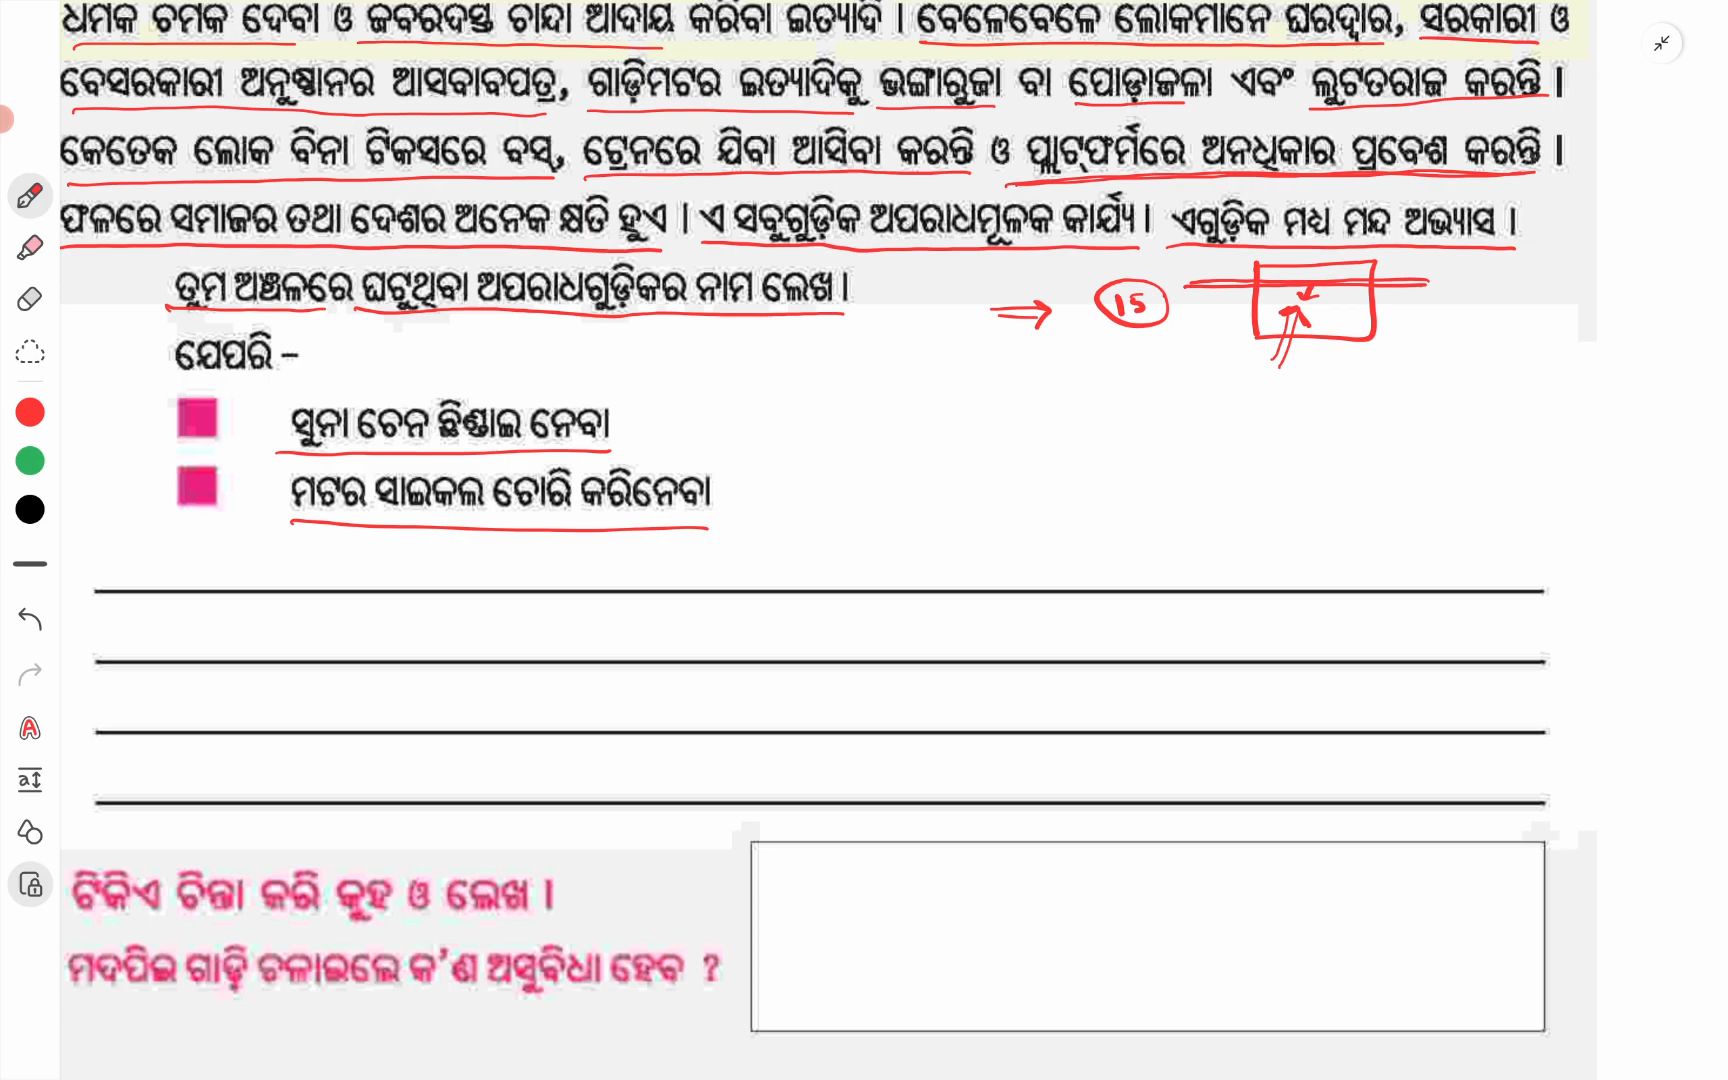 ଧମକ ଚମକ ଦେବା ଓ ଜବରଦସ୍ତ ଚାନ୍ଦା ଆଦାୟ କରିବା ଇତ୍ୟାଦି । ବେଳେବେଳେ ଲୋକମାନେ ଘରଦ୍ୱାର, ସରକାରୀ ଓ
ବେସରକାରୀ ଅନୁଷ୍ଠାନର ଆସବାବପତ୍ର, ଗାଡ଼ିମଟର ଇତ୍ୟାଦିକୁ ଭଙ୍ଗାରୁଜା ବା ପୋଡ଼ାଜଳା ଏବଂ ଲୁଟତରାଜ କରନ୍ତି ।
କେତେକ ଲୋକ ବିନା ଟିକସରେ ବସ୍, ଟ୍ରେନରେ ଯିବା ଆସିବା କରନ୍ତି ଓ ପ୍ଲାଟ୍‌ଫର୍ମରେ ଅନଧିକାର ପ୍ରବେଶ କରନ୍ତି ।
ଫଳରେ ସମାଜର ତଥା ଦେଶର ଅନେକ କ୍ଷତି ହୁଏ । ଏ ସବୁଗୁଡ଼ିକ ଅପରାଧମୂଳକ କାର୍ଯ୍ୟ । ଏଗୁଡ଼ିକ ମଧ୍ୟ ମନ୍ଦ ଅଭ୍ୟାସ ।
ତୁମ ଅଞ୍ଚଳରେ ଘଟୁଥିବା ଅପରାଧଗୁଡ଼ିକର ନାମ ଲେଖ ।
15
ଯେପରି –
ସୁନା ଚେନ ଛିଣ୍ଡାଇ ନେବା
ମଟର ସାଇକଲ ଚୋରି କରିନେବା
ଟିକିଏ ଚିନ୍ତା କରି କୁହ ଓ ଲେଖ ।
ମଦପିଇ ଗାଡ଼ି ଚଳାଇଲେ କ'ଣ ଅସୁବିଧା ହେବ ?